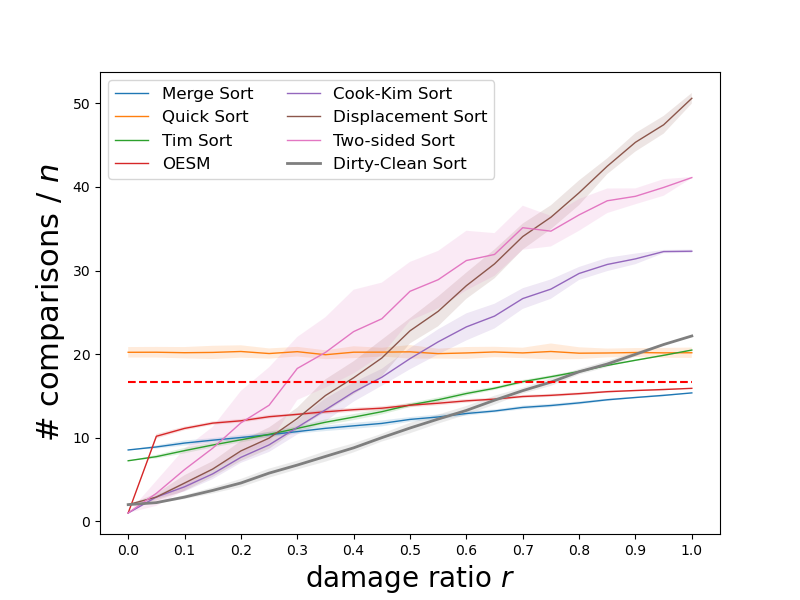 Merge Sort
Quick Sort
Tim Sort
OESM
Cook-Kim Sort
Displacement Sort
Two-sided Sort
Dirty-Clean Sort
# comparisons / n
50
40
30
20
10
0
0.0 0.1 0.2 0.3 0.4 0.5 0.6 0.7 0.8 0.9 1.0
damage ratio r